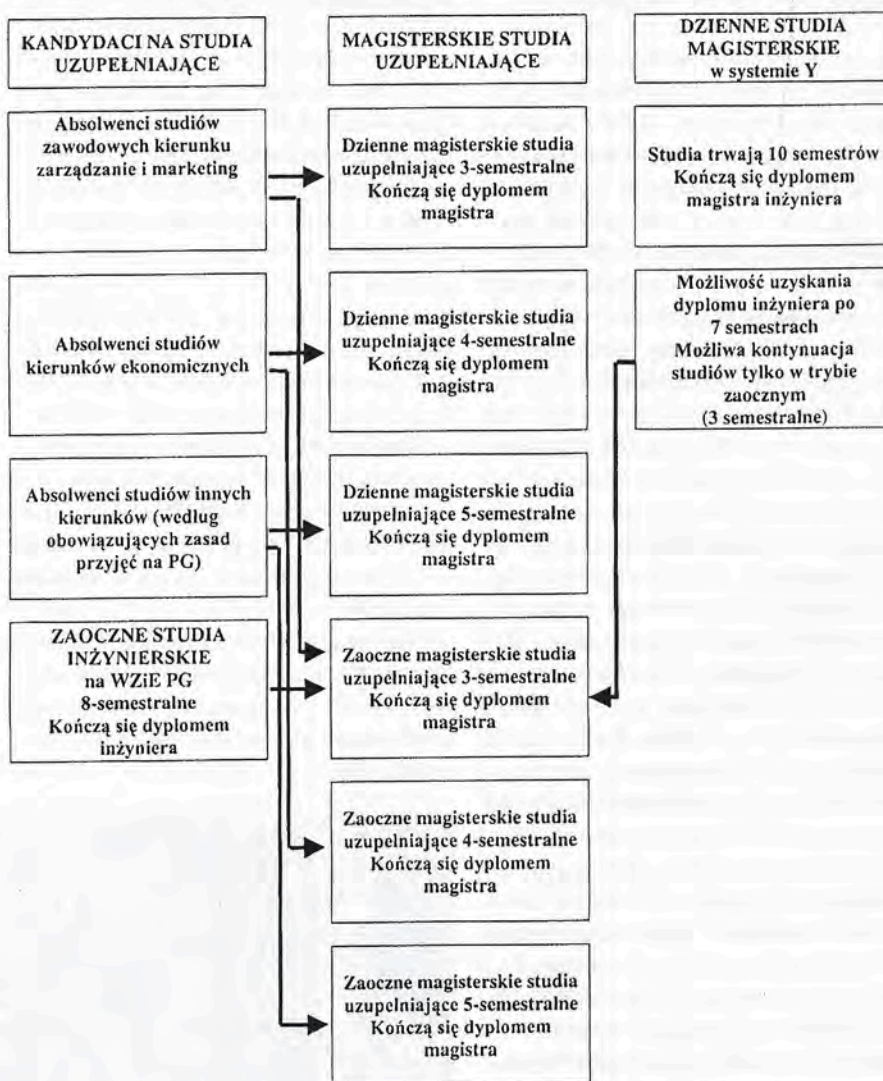 KANDYDACI NA STUDIA
UZUPEŁNIAJĄCE
MAGISTERSKIE STUDIA
UZUPEŁNIAJĄCE
DZIENNE STUDIA
MAGISTERSKIE
w systemie Y
Absolwenci studiów
zawodowych kierunku
zarządzanie i marketing
Dzienne magisterskie studia
uzupełniające 3-semestralne
Kończą się dyplomem
magistra
Studia trwają 10 semestrów
Kończą się dyplomem
magistra inżyniera
Absolwenci studiów
kierunków ekonomicznych
Dzienne magisterskie studia
uzupełniające 4-semestralne
Kończą się dyplomem
magistra
Możliwość uzyskania
dyplomu inżyniera po
7 semestrach
Możliwa kontynuacja
studiów tylko w trybie
zaocznym
(3 semestralne)
Absolwenci studiów innych
kierunków (według
obowiązujących zasad
przyjęć na PG)
Dzienne magisterskie studia
uzupełniające 5-semestralne
Kończą się dyplomem
magistra
ZAOCZNE STUDIA
INŻYNIERSKIE
na WZiE PG
8-semestralne
Kończą się dyplomem
inżyniera
Zaoczne magisterskie studia
uzupełniające 3-semestralne
Kończą się dyplomem
magistra
Zaoczne magisterskie studia
uzupełniające 4-semestralne
Kończą się dyplomem
magistra
Zaoczne magisterskie studia
uzupełniające 5-semestralne
Kończą się dyplomem
magistra